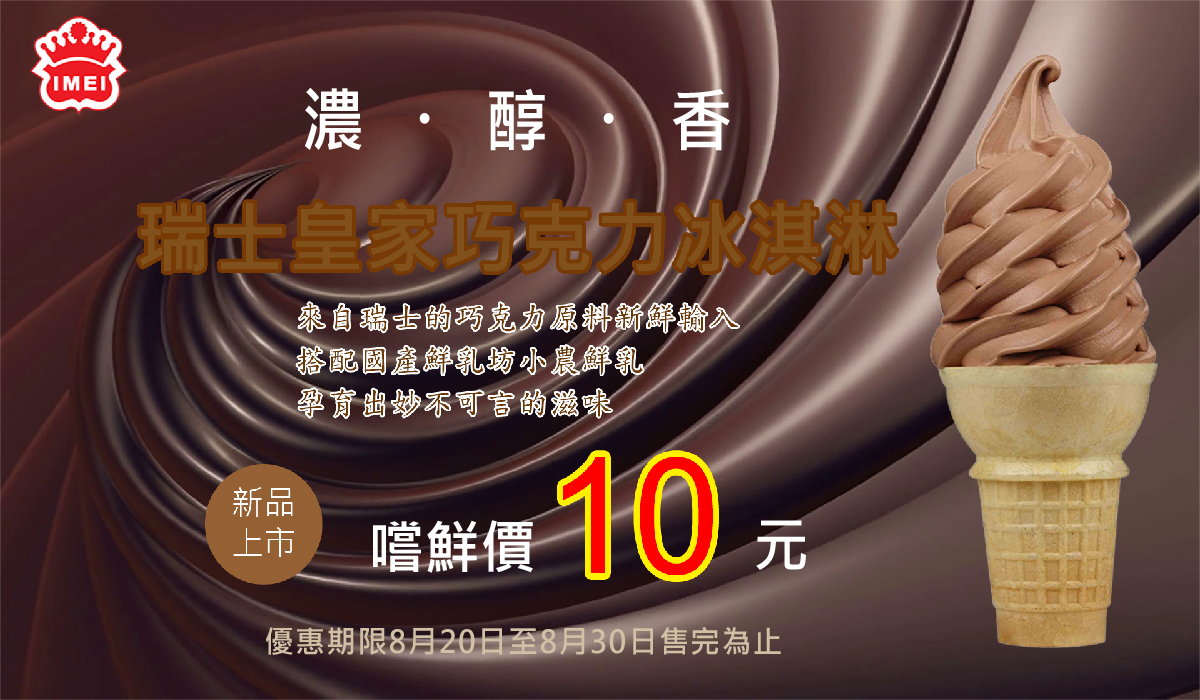 IMEI
濃・醇・香
瑞士皇家巧克力冰淇淋
來自瑞士的巧克力原料新鮮輸入
搭配國產鮮乳坊小農鮮乳
孕育出妙不可言的滋味
新品
上市
嚐鮮價10元
優惠期限8月20日至8月30日售完為止